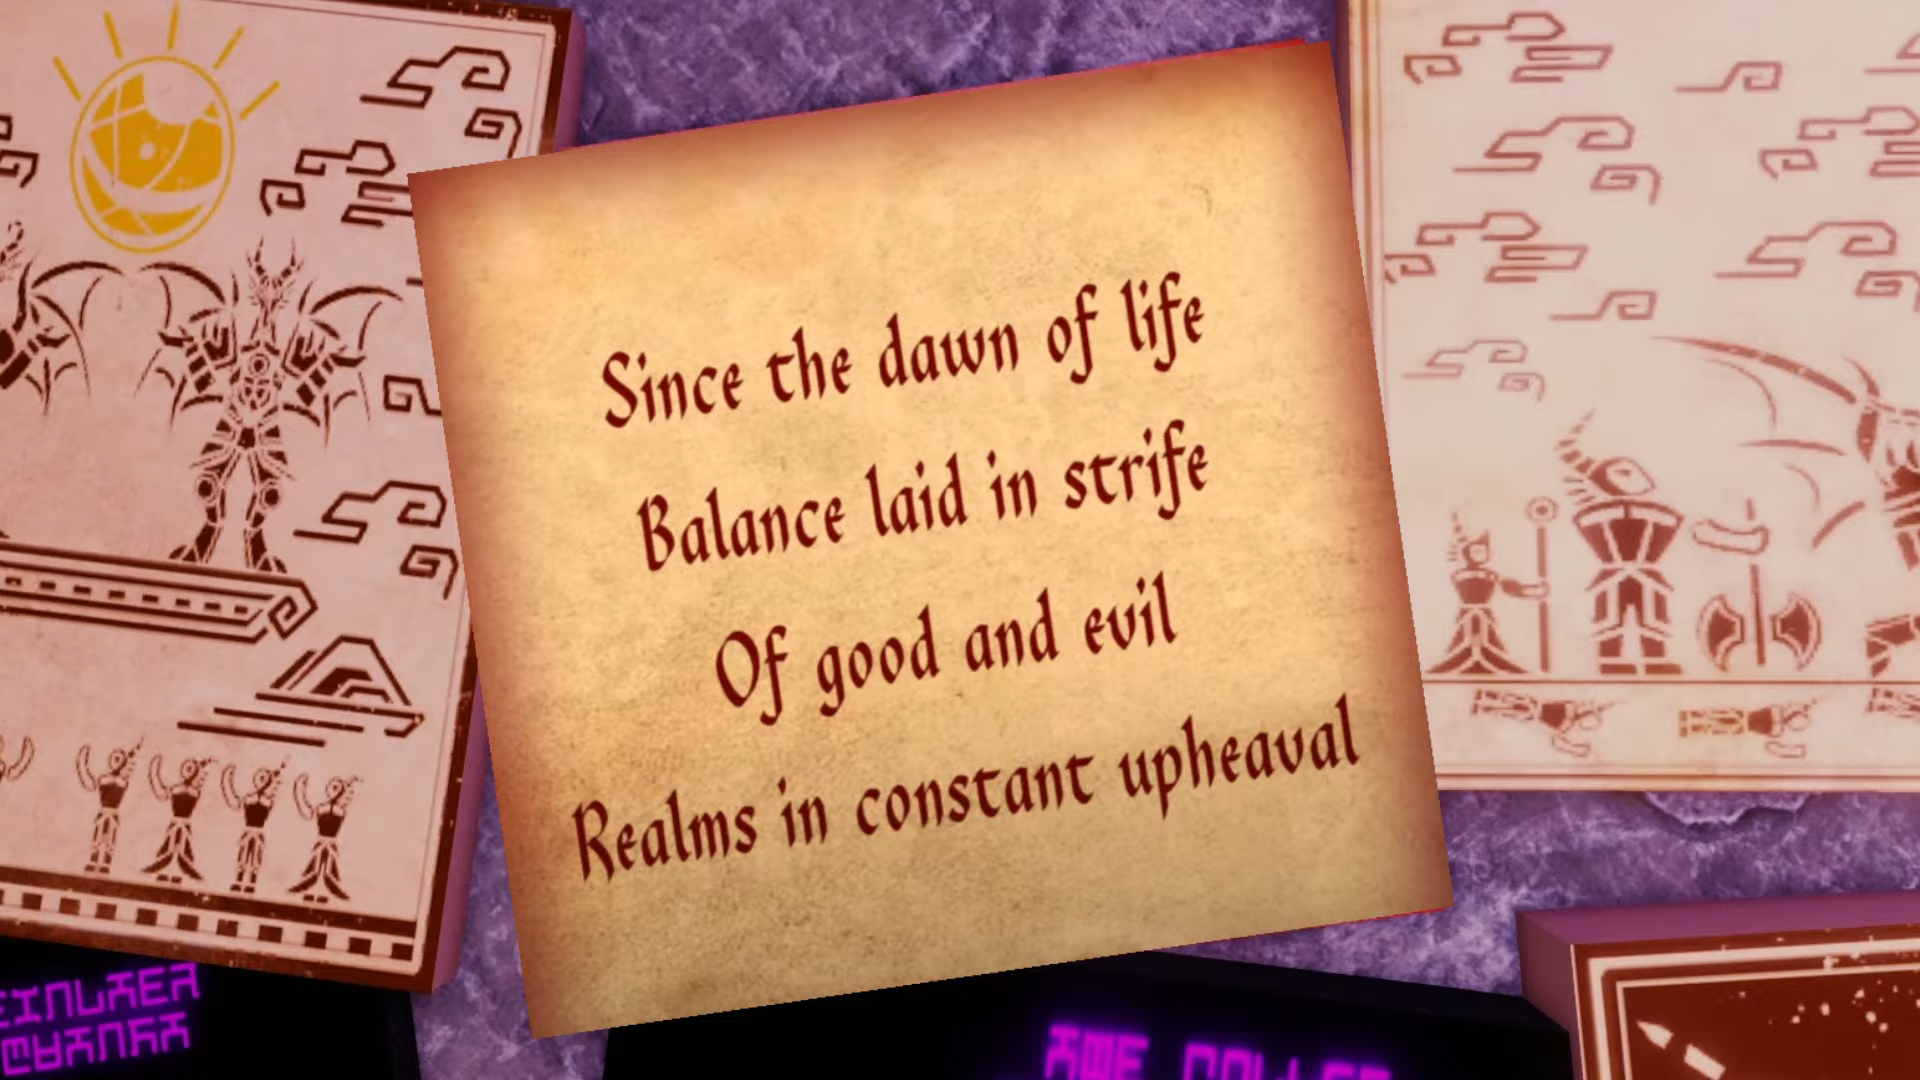 Since the dawn of life
Balance laid in strife
Of good and evil
Realms in constant upheaval